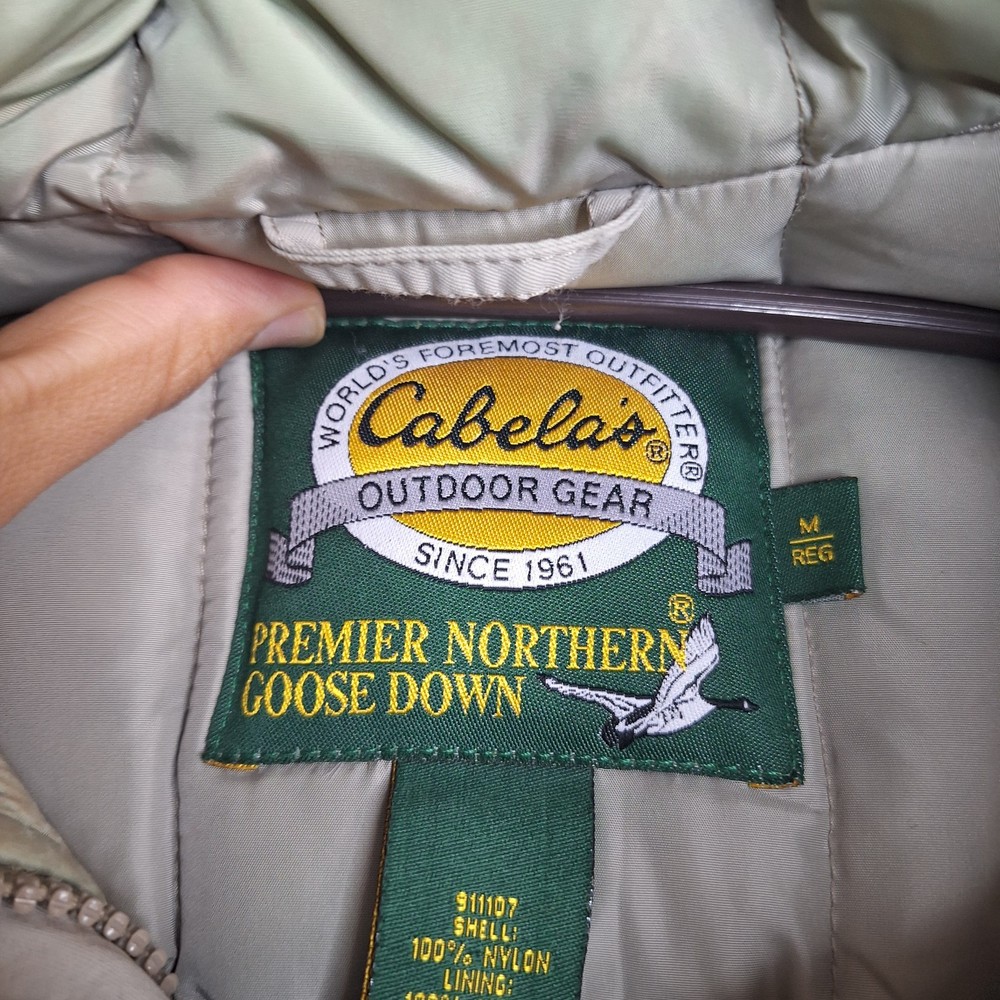 WORLD'S FOREMOST OUTFITTER®
Cabela's®
OUTDOOR GEAR
SINCE 1961
M
REG
PREMIER NORTHERN®
GOOSE DOWN
911107
SHELL:
100% NYLON
LINING: